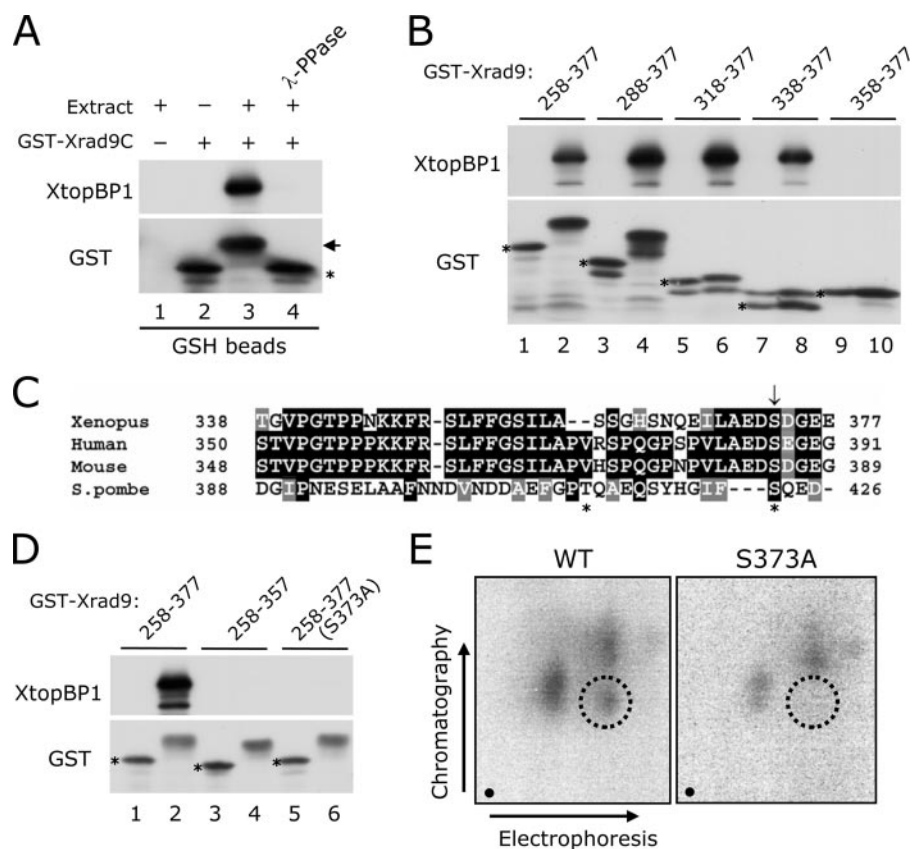 A
λ-PPase
Extract + – + +
GST-Xrad9C – + + +
XtopBP1
GST
*
1 2 3 4
GSH beads
B
GST-Xrad9: 258-377 288-377 318-377 338-377 358-377
XtopBP1
GST
* * * * *
1 2 3 4 5 6 7 8 9 10
C
Xenopus 338 TGVPGTPPNKKFR-SLFFGSILA---SSGHSNQEILAEDSDGEE 377
Human 350 STVPGTPPPKKFR-SLFFGSILAPVRSPQGPSPVLAEDSEGEG 391
Mouse 348 STVPGTPPPKKFR-SLFFGSILAPVHSPQGPNPVLAEDSDGEG 389
S.pombe 388 DGIPNESELAAFNNDVNDDAEFGPTQAEQSYHGIF---SQED- 426
* *
D
GST-Xrad9: 258-377 258-357 258-377 (S373A)
XtopBP1
GST
* * *
1 2 3 4 5 6
E
WT S373A
Chromatography
Electrophoresis